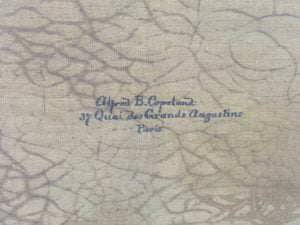 Alfred B. Copeland
37 Quai des Grands Augustins
Paris.